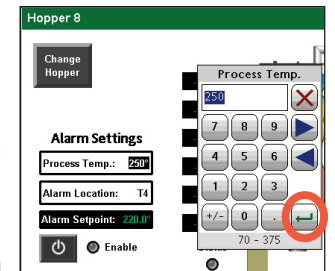 Hopper 8
Change
Hopper
Alarm Settings
Process Temp.: 250°
Alarm Location: T4
Alarm Setpoint: 220.0°
Enable
Process Temp.
250
7 8 9
4 5 6
1 2 3
+/- 0 .
70 - 375